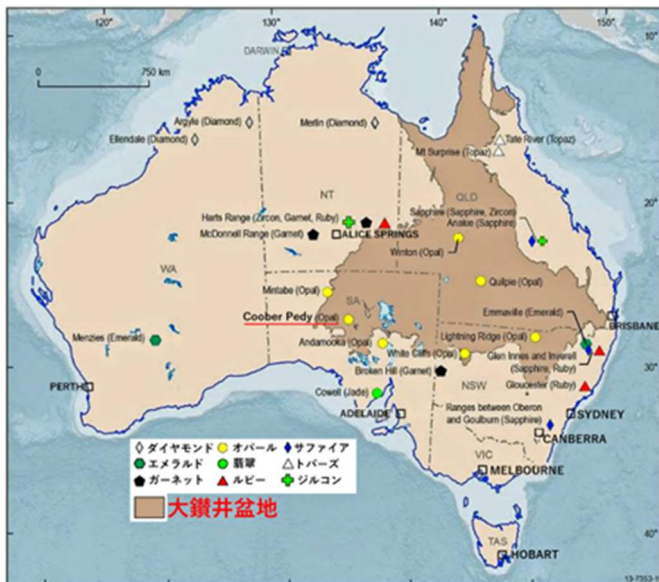 120°
130°
140°
150°
10°
DARWIN
0
750 km
Argyle (Diamond)
Merlin (Diamond)
Ellendale (Diamond)
Tate River (Topaz)
Mt Surprise (Topaz)
20°
NT
QLD
Harts Range (Zircon, Garnet, Ruby)
Sapphire (Sapphire, Zircon)
Anakie (Sapphire)
McDonnell Range (Garnet)
ALICE SPRINGS
Winton (Opal)
WA
Mintabe (Opal)
Quilpie (Opal)
SA
Coober Pedy (Opal)
Emmaville (Emerald)
BRISBANE
Menzies (Emerald)
Andamooka (Opal)
Lightning Ridge (Opal)
White Cliffs (Opal)
Glen Innes and Inverell
(Sapphire, Ruby)
30°
Broken Hill (Garnet)
PERTH
NSW
Gloucester (Ruby)
Cowell (Jade)
Ranges between Oberon
and Goulburn (Sapphire)
ADELAIDE
SYDNEY
CANBERRA
VIC
MELBOURNE
ダイヤモンド オパール サファイア
エメラルド 翡翠 トパーズ
ガーネット ルビー ジルコン
大鑽井盆地
40°
TAS
HOBART
13-7353-1